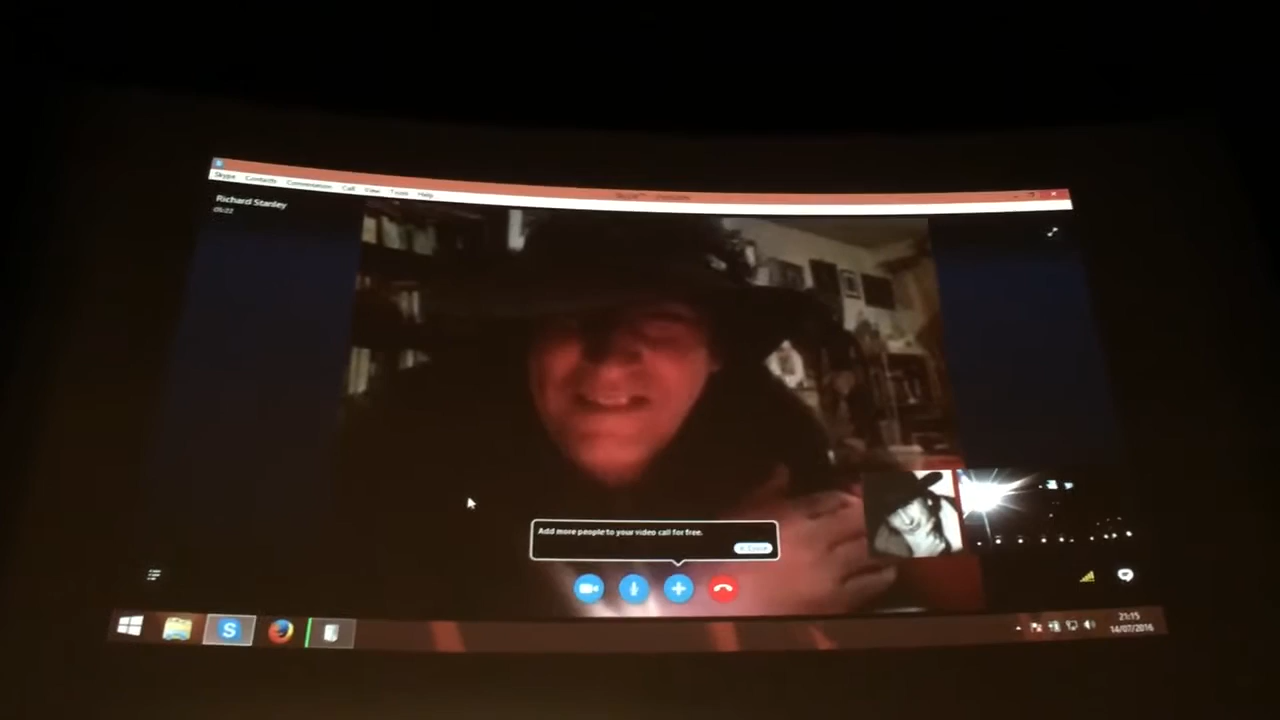 Skype Contacts Conversation Call View Tools Help
Richard Stanley
05:22
Add more people to your video call for free.
21:15
14/07/2016